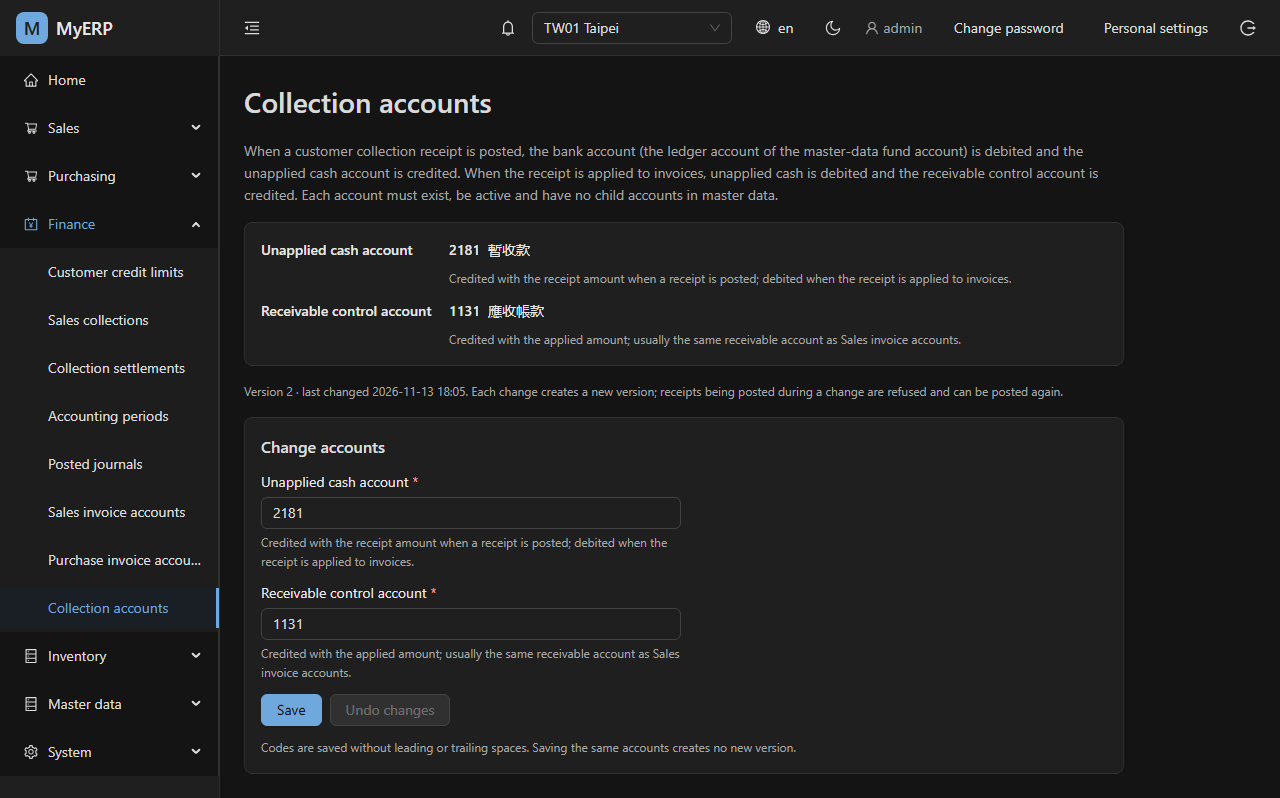 M MyERP
TW01 Taipei
en
admin
Change password
Personal settings
Home
Sales
Purchasing
Finance
Customer credit limits
Sales collections
Collection settlements
Accounting periods
Posted journals
Sales invoice accounts
Purchase invoice accou...
Collection accounts
Inventory
Master data
System
Collection accounts
When a customer collection receipt is posted, the bank account (the ledger account of the master-data fund account) is debited and the
unapplied cash account is credited. When the receipt is applied to invoices, unapplied cash is debited and the receivable control account is
credited. Each account must exist, be active and have no child accounts in master data.
Unapplied cash account 2181 暫收款
Credited with the receipt amount when a receipt is posted; debited when the receipt is applied to invoices.
Receivable control account 1131 應收帳款
Credited with the applied amount; usually the same receivable account as Sales invoice accounts.
Version 2 · last changed 2026-11-13 18:05. Each change creates a new version; receipts being posted during a change are refused and can be posted again.
Change accounts
Unapplied cash account *
2181
Credited with the receipt amount when a receipt is posted; debited when the
receipt is applied to invoices.
Receivable control account *
1131
Credited with the applied amount; usually the same receivable account as Sales
invoice accounts.
Save Undo changes
Codes are saved without leading or trailing spaces. Saving the same accounts creates no new version.